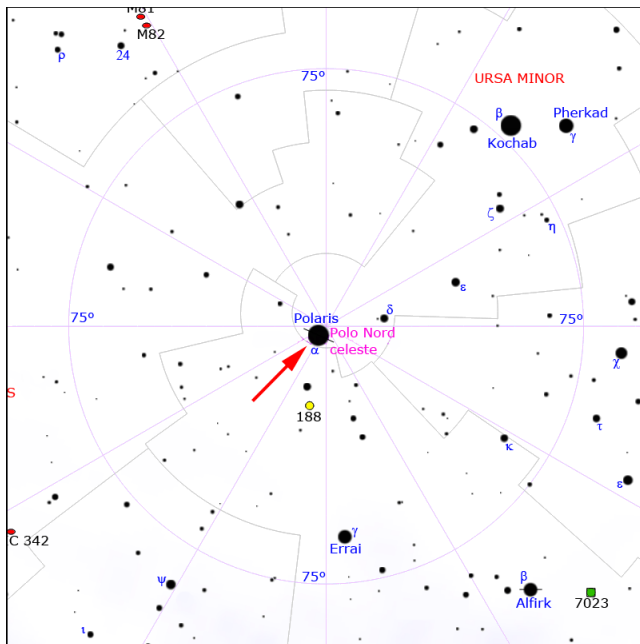 M81
M82
ρ
24
75°
URSA MINOR
β
Kochab
Pherkad
γ
ζ
η
ε
δ
75°
75°
Polaris
Polo Nord
celeste
α
χ
S
188
τ
κ
ε
C 342
γ
Errai
75°
ψ
β
Alfirk
7023
ι